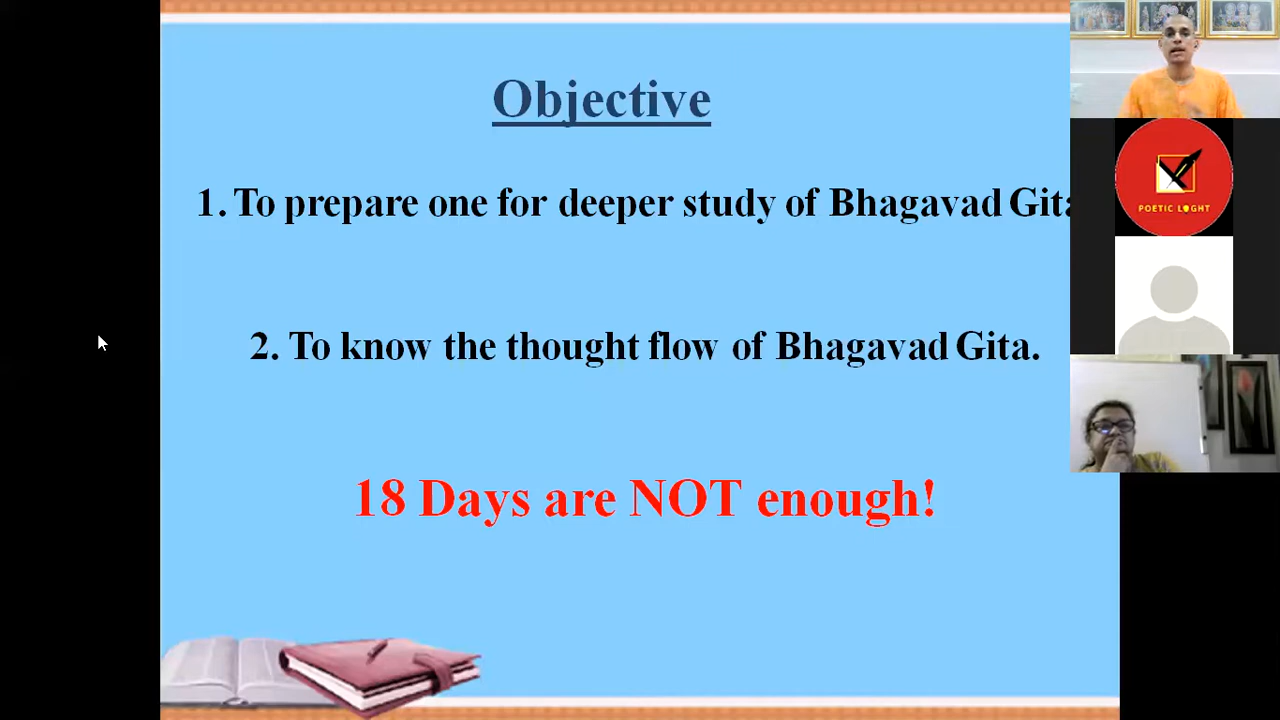 Objective
1. To prepare one for deeper study of Bhagavad Gita
2. To know the thought flow of Bhagavad Gita.
18 Days are NOT enough!
POETIC LIGHT